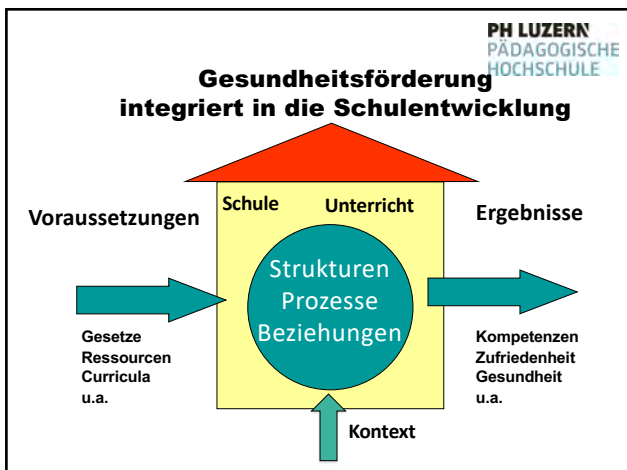 PH LUZERN
PÄDAGOGISCHE
HOCHSCHULE
Gesundheitsförderung
integriert in die Schulentwicklung
Voraussetzungen
Schule
Unterricht
Ergebnisse
Strukturen
Prozesse
Beziehungen
Gesetze
Ressourcen
Curricula
u.a.
Kompetenzen
Zufriedenheit
Gesundheit
u.a.
Kontext